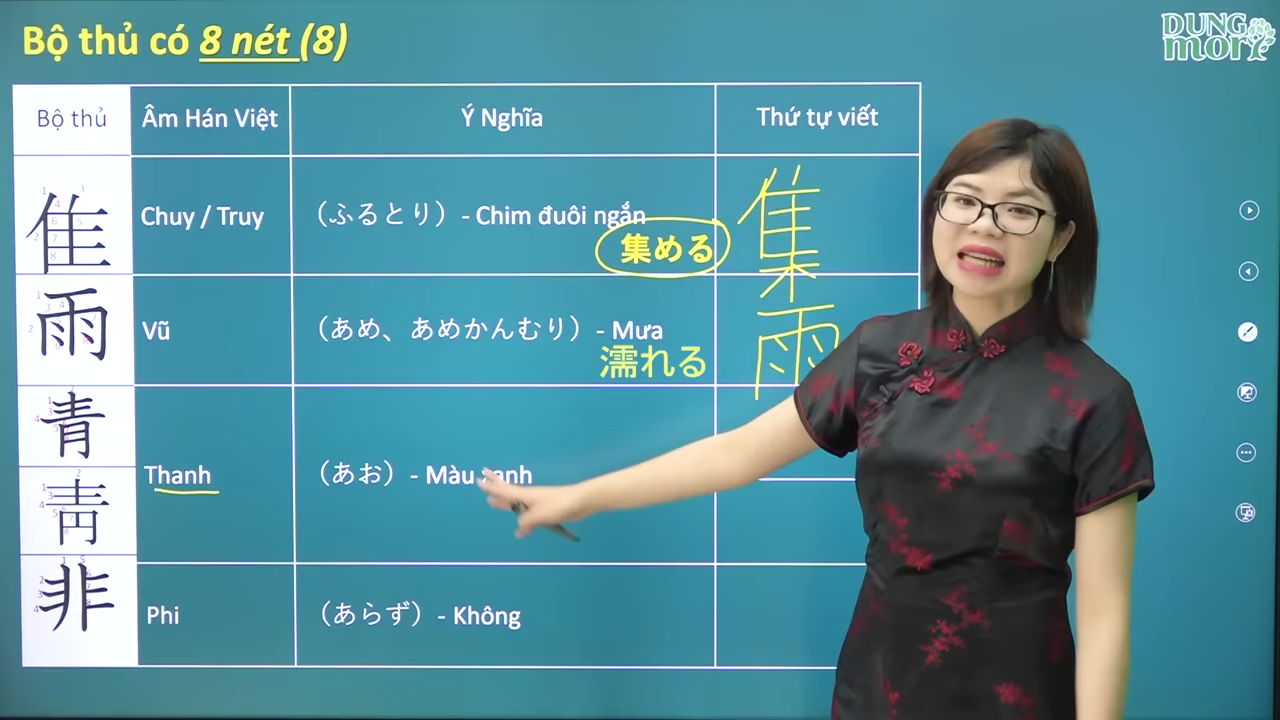 Bộ thủ có 8 nét (8)
DUNG
mori
Bộ thủ
Âm Hán Việt
Ý Nghĩa
Thứ tự viết
隹
Chuy / Truy
（ふるとり）- Chim đuôi ngắn
集める
集
雨
Vũ
（あめ、あめかんむり）- Mưa
濡れる
雨
青
靑
Thanh
（あお）- Màu xanh
非
Phi
（あらず）- Không